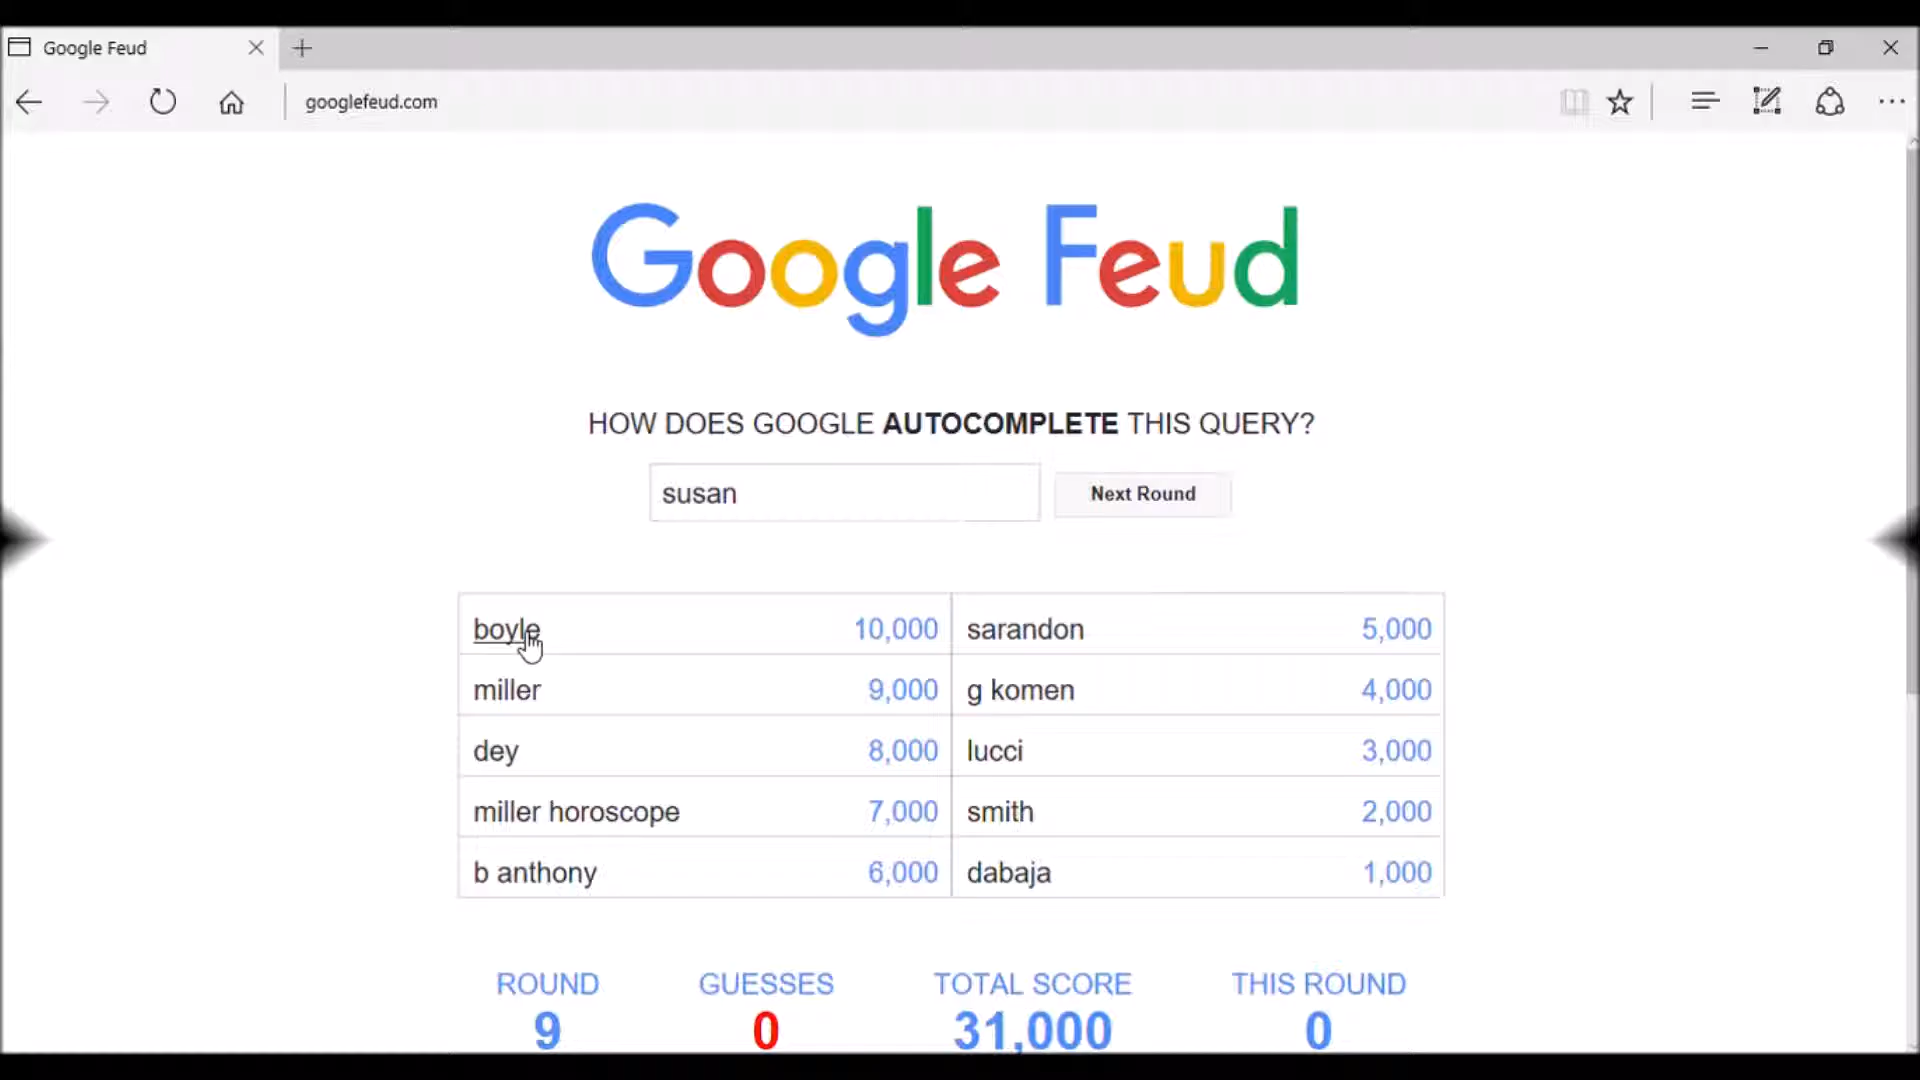 Google Feud
googlefeud.com
Google Feud
HOW DOES GOOGLE AUTOCOMPLETE THIS QUERY?
susan
Next Round
boyle 10,000 sarandon 5,000
miller 9,000 g komen 4,000
dey 8,000 lucci 3,000
miller horoscope 7,000 smith 2,000
b anthony 6,000 dabaja 1,000
ROUND GUESSES TOTAL SCORE THIS ROUND
9 0 31,000 0